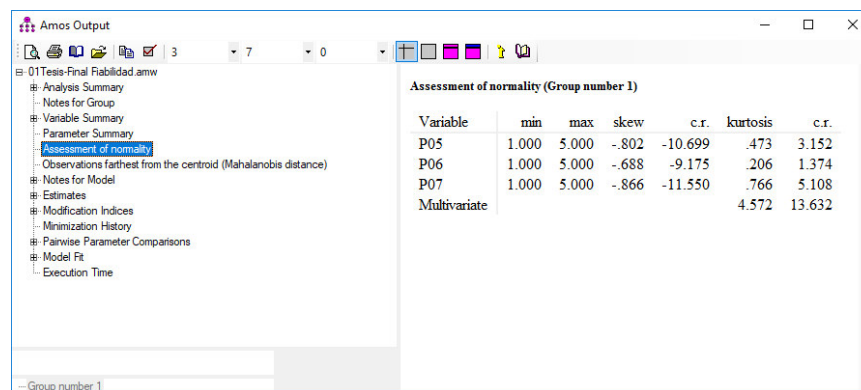 Amos Output
3 7 0
01Tesis-Final Fiabilidad.amw
Analysis Summary
Notes for Group
Variable Summary
Parameter Summary
Assessment of normality
Observations farthest from the centroid (Mahalanobis distance)
Notes for Model
Estimates
Modification Indices
Minimization History
Pairwise Parameter Comparisons
Model Fit
Execution Time
Group number 1
Assessment of normality (Group number 1)
Variable min max skew c.r. kurtosis c.r.
P05 1.000 5.000 -.802 -10.699 .473 3.152
P06 1.000 5.000 -.688 -9.175 .206 1.374
P07 1.000 5.000 -.866 -11.550 .766 5.108
Multivariate 4.572 13.632